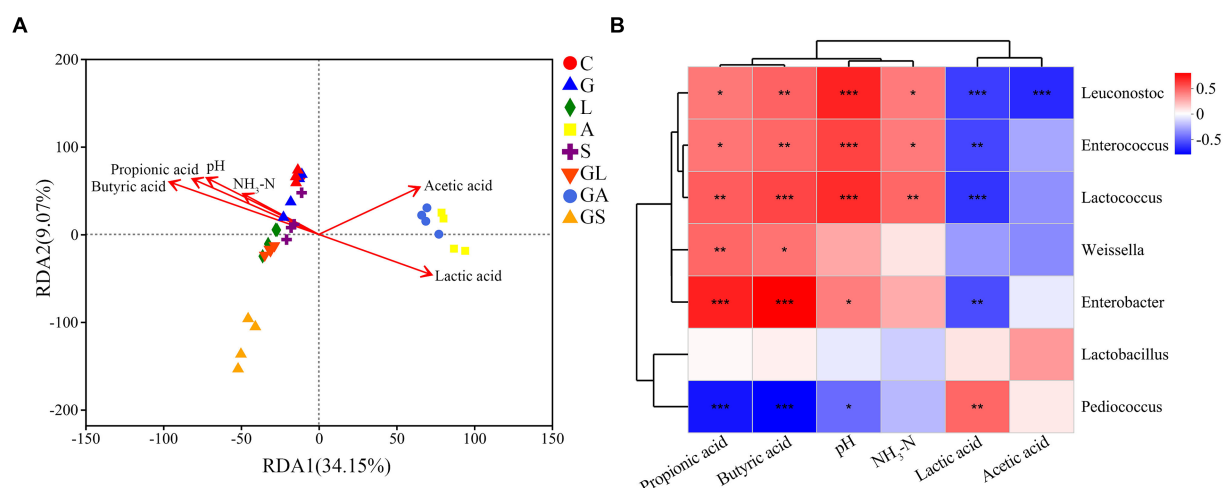 A
200
100
0
-100
-200
-150
-100
-50
0
50
100
150
RDA2(9.07%)
RDA1(34.15%)
Propionic acid
pH
Butyric acid
NH3-N
Acetic acid
Lactic acid
C
G
L
A
S
GL
GA
GS
B
* ** *** * *** *** Leuconostoc
* ** *** * ** Enterococcus
** *** *** ** *** Lactococcus
** * Weissella
*** *** * ** Enterobacter
Lactobacillus
*** *** * ** Pediococcus
Propionic acid
Butyric acid
pH
NH3-N
Lactic acid
Acetic acid
0.5
0
-0.5